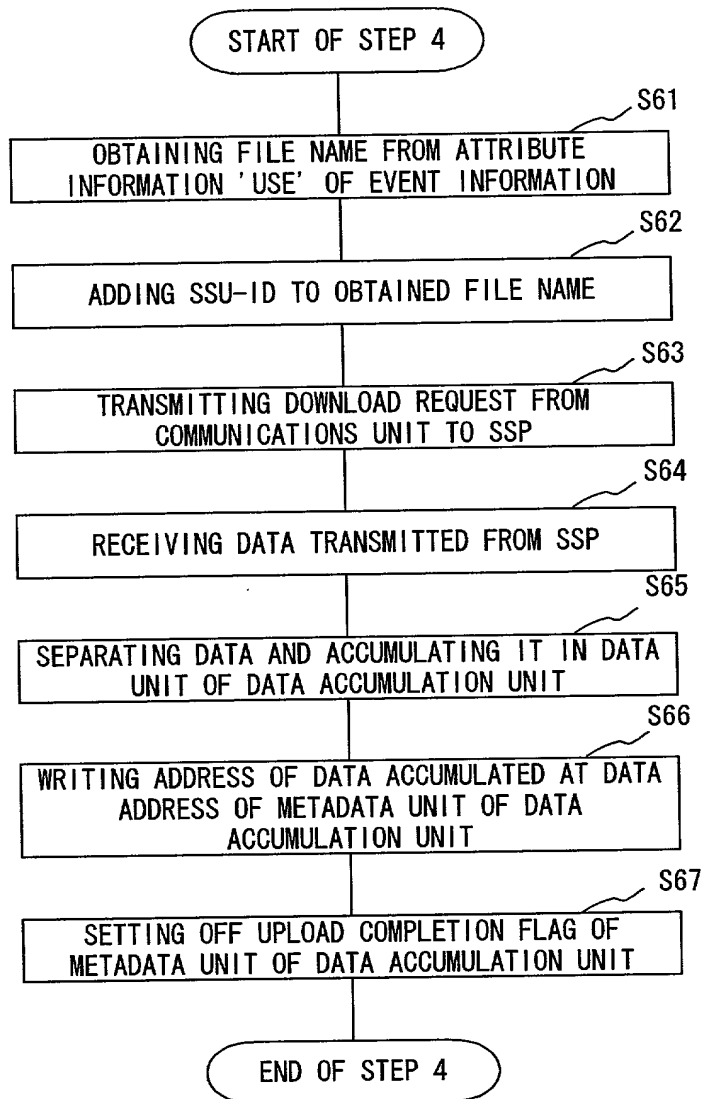 START OF STEP 4
S61
OBTAINING FILE NAME FROM ATTRIBUTE
INFORMATION 'USE' OF EVENT INFORMATION
S62
ADDING SSU-ID TO OBTAINED FILE NAME
S63
TRANSMITTING DOWNLOAD REQUEST FROM
COMMUNICATIONS UNIT TO SSP
S64
RECEIVING DATA TRANSMITTED FROM SSP
S65
SEPARATING DATA AND ACCUMULATING IT IN DATA
UNIT OF DATA ACCUMULATION UNIT
S66
WRITING ADDRESS OF DATA ACCUMULATED AT DATA
ADDRESS OF METADATA UNIT OF DATA
ACCUMULATION UNIT
S67
SETTING OFF UPLOAD COMPLETION FLAG OF
METADATA UNIT OF DATA ACCUMULATION UNIT
END OF STEP 4